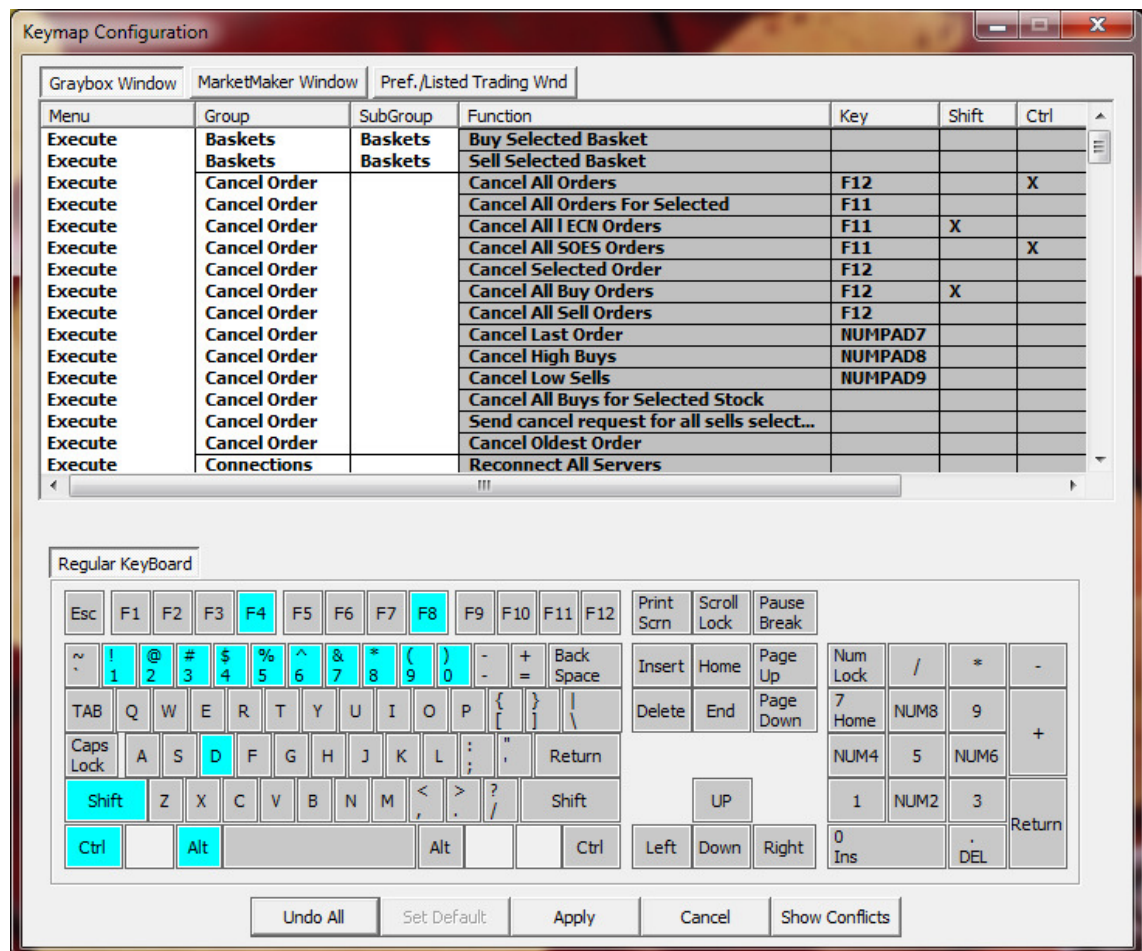 Keymap Configuration
Graybox Window MarketMaker Window Pref./Listed Trading Wnd
Menu Group SubGroup Function Key Shift Ctrl
Execute Baskets Baskets Buy Selected Basket
Execute Baskets Baskets Sell Selected Basket
Execute Cancel Order Cancel All Orders F12 X
Execute Cancel Order Cancel All Orders For Selected F11
Execute Cancel Order Cancel All l ECN Orders F11 X
Execute Cancel Order Cancel All SOES Orders F11 X
Execute Cancel Order Cancel Selected Order F12
Execute Cancel Order Cancel All Buy Orders F12 X
Execute Cancel Order Cancel All Sell Orders F12
Execute Cancel Order Cancel Last Order NUMPAD7
Execute Cancel Order Cancel High Buys NUMPAD8
Execute Cancel Order Cancel Low Sells NUMPAD9
Execute Cancel Order Cancel All Buys for Selected Stock
Execute Cancel Order Send cancel request for all sells select...
Execute Cancel Order Cancel Oldest Order
Execute Connections Reconnect All Servers
Regular KeyBoard
Esc F1 F2 F3 F4 F5 F6 F7 F8 F9 F10 F11 F12 Print Scrn Scroll Lock Pause Break
~ ` ! 1 @ 2 # 3 $ 4 % 5 ^ 6 & 7 * 8 ( 9 ) 0 - - + = Back Space Insert Home Page Up Num Lock / * -
TAB Q W E R T Y U I O P { [ } ] | \ Delete End Page Down 7 Home NUM8 9 +
Caps Lock A S D F G H J K L : ; " ' Return NUM4 5 NUM6
Shift Z X C V B N M < , > . ? / Shift UP 1 NUM2 3 Return
Ctrl Alt Alt Ctrl Left Down Right 0 Ins . DEL
Undo All Set Default Apply Cancel Show Conflicts